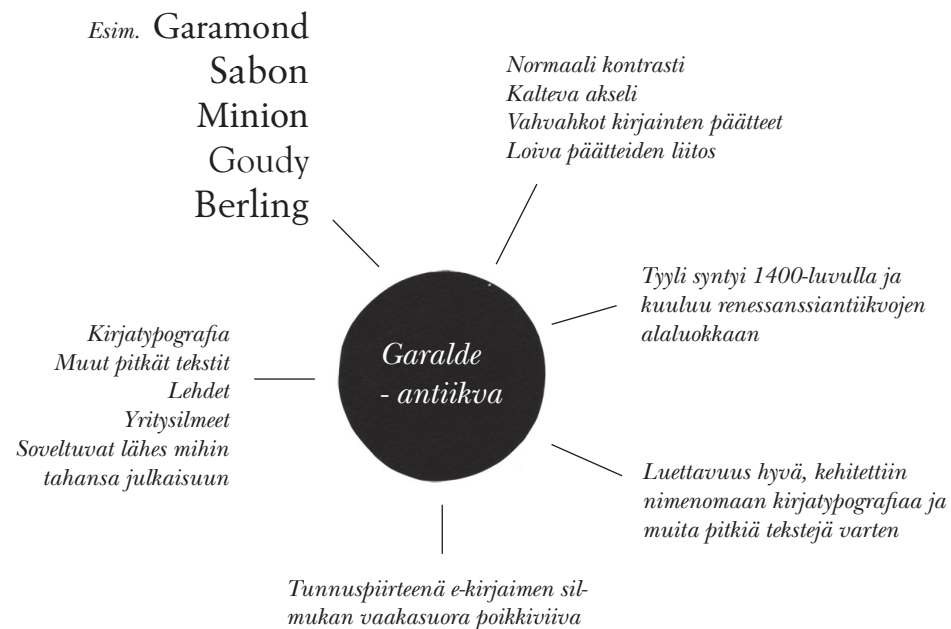 Esim. Garamond
Sabon
Minion
Goudy
Berling
Normaali kontrasti
Kalteva akseli
Vahvahkot kirjainten päätteet
Loiva päätteiden liitos
Tyyli syntyi 1400-luvulla ja
kuuluu renessanssiantiikvojen
alaluokkaan
Kirjatypografia
Muut pitkät tekstit
Lehdet
Yritysilmeet
Soveltuvat lähes mihin
tahansa julkaisuun
Garalde
- antiikva
Luettavuus hyvä, kehitettiin
nimenomaan kirjatypografiaa ja
muita pitkiä tekstejä varten
Tunnuspiirteenä e-kirjaimen sil-
mukan vaakasuora poikkiviiva